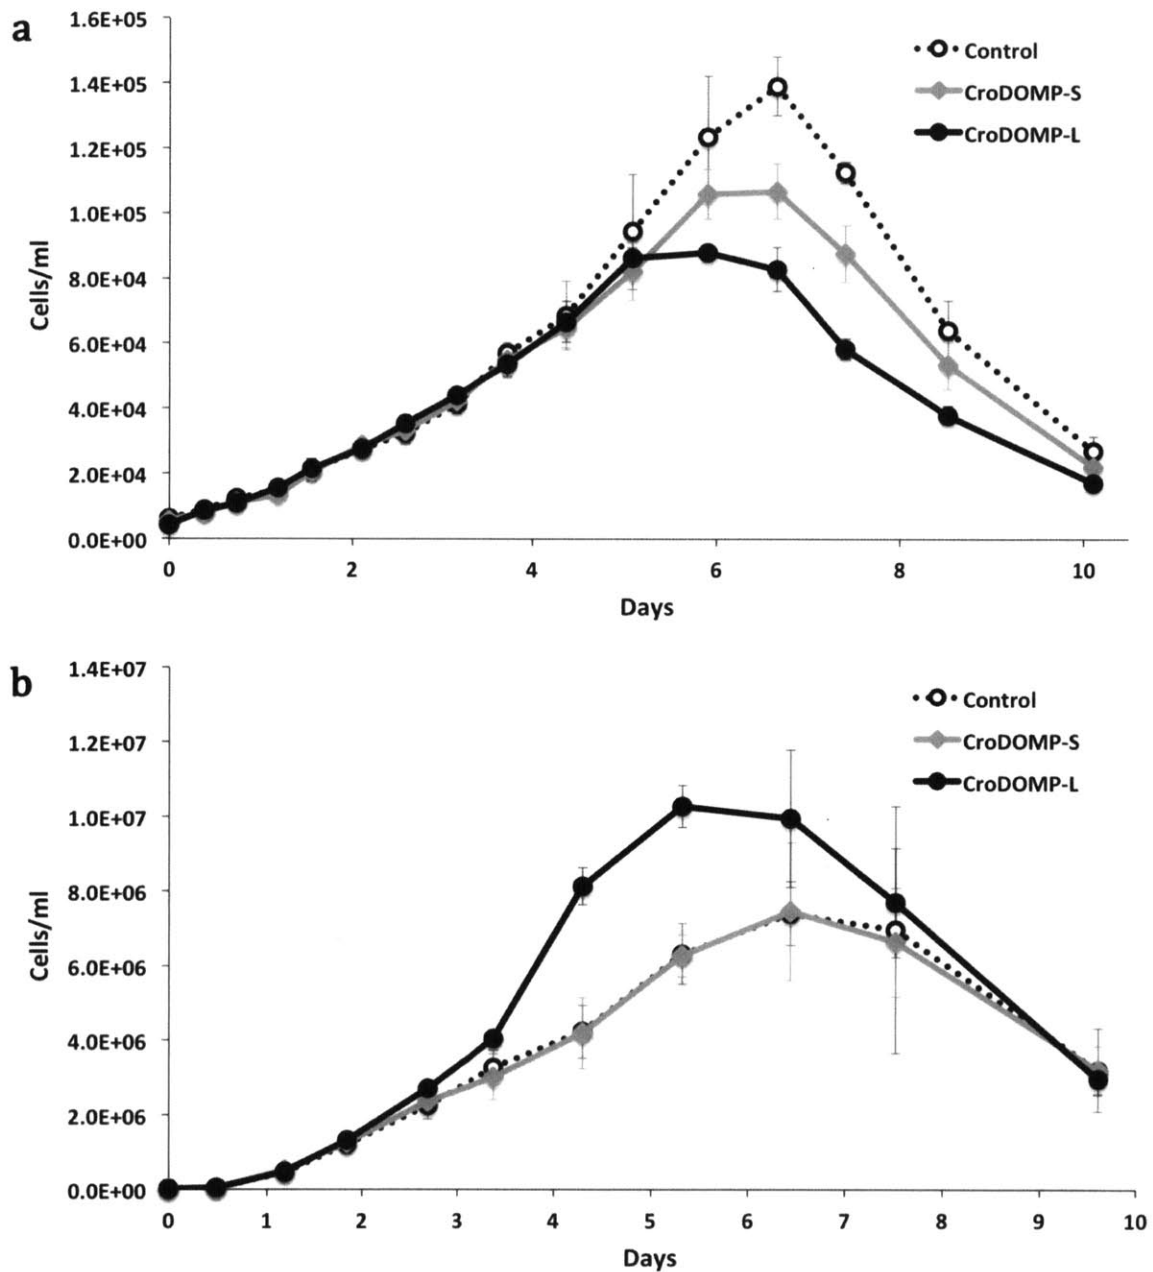 a
1.6E+05
1.4E+05
1.2E+05
1.0E+05
8.0E+04
6.0E+04
4.0E+04
2.0E+04
0.0E+00
Cells/ml
Control
CroDOMP-S
CroDOMP-L
0 2 4 6 8 10
Days
b
1.4E+07
1.2E+07
1.0E+07
8.0E+06
6.0E+06
4.0E+06
2.0E+06
0.0E+00
Cells/ml
Control
CroDOMP-S
CroDOMP-L
0 1 2 3 4 5 6 7 8 9 10
Days